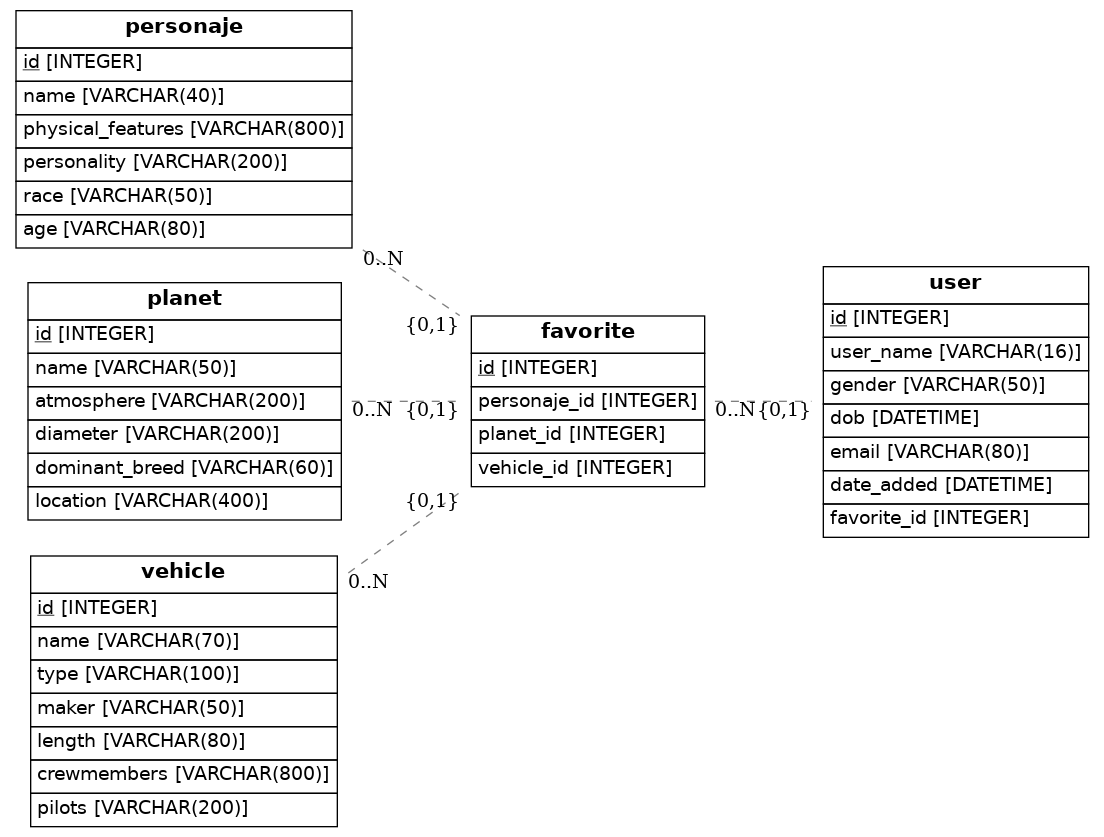 personaje
id [INTEGER]
name [VARCHAR(40)]
physical_features [VARCHAR(800)]
personality [VARCHAR(200)]
race [VARCHAR(50)]
age [VARCHAR(80)]
0..N
{0,1}
planet
id [INTEGER]
name [VARCHAR(50)]
atmosphere [VARCHAR(200)]
diameter [VARCHAR(200)]
dominant_breed [VARCHAR(60)]
location [VARCHAR(400)]
0..N
{0,1}
vehicle
id [INTEGER]
name [VARCHAR(70)]
type [VARCHAR(100)]
maker [VARCHAR(50)]
length [VARCHAR(80)]
crewmembers [VARCHAR(800)]
pilots [VARCHAR(200)]
{0,1}
0..N
favorite
id [INTEGER]
personaje_id [INTEGER]
planet_id [INTEGER]
vehicle_id [INTEGER]
0..N
{0,1}
user
id [INTEGER]
user_name [VARCHAR(16)]
gender [VARCHAR(50)]
dob [DATETIME]
email [VARCHAR(80)]
date_added [DATETIME]
favorite_id [INTEGER]